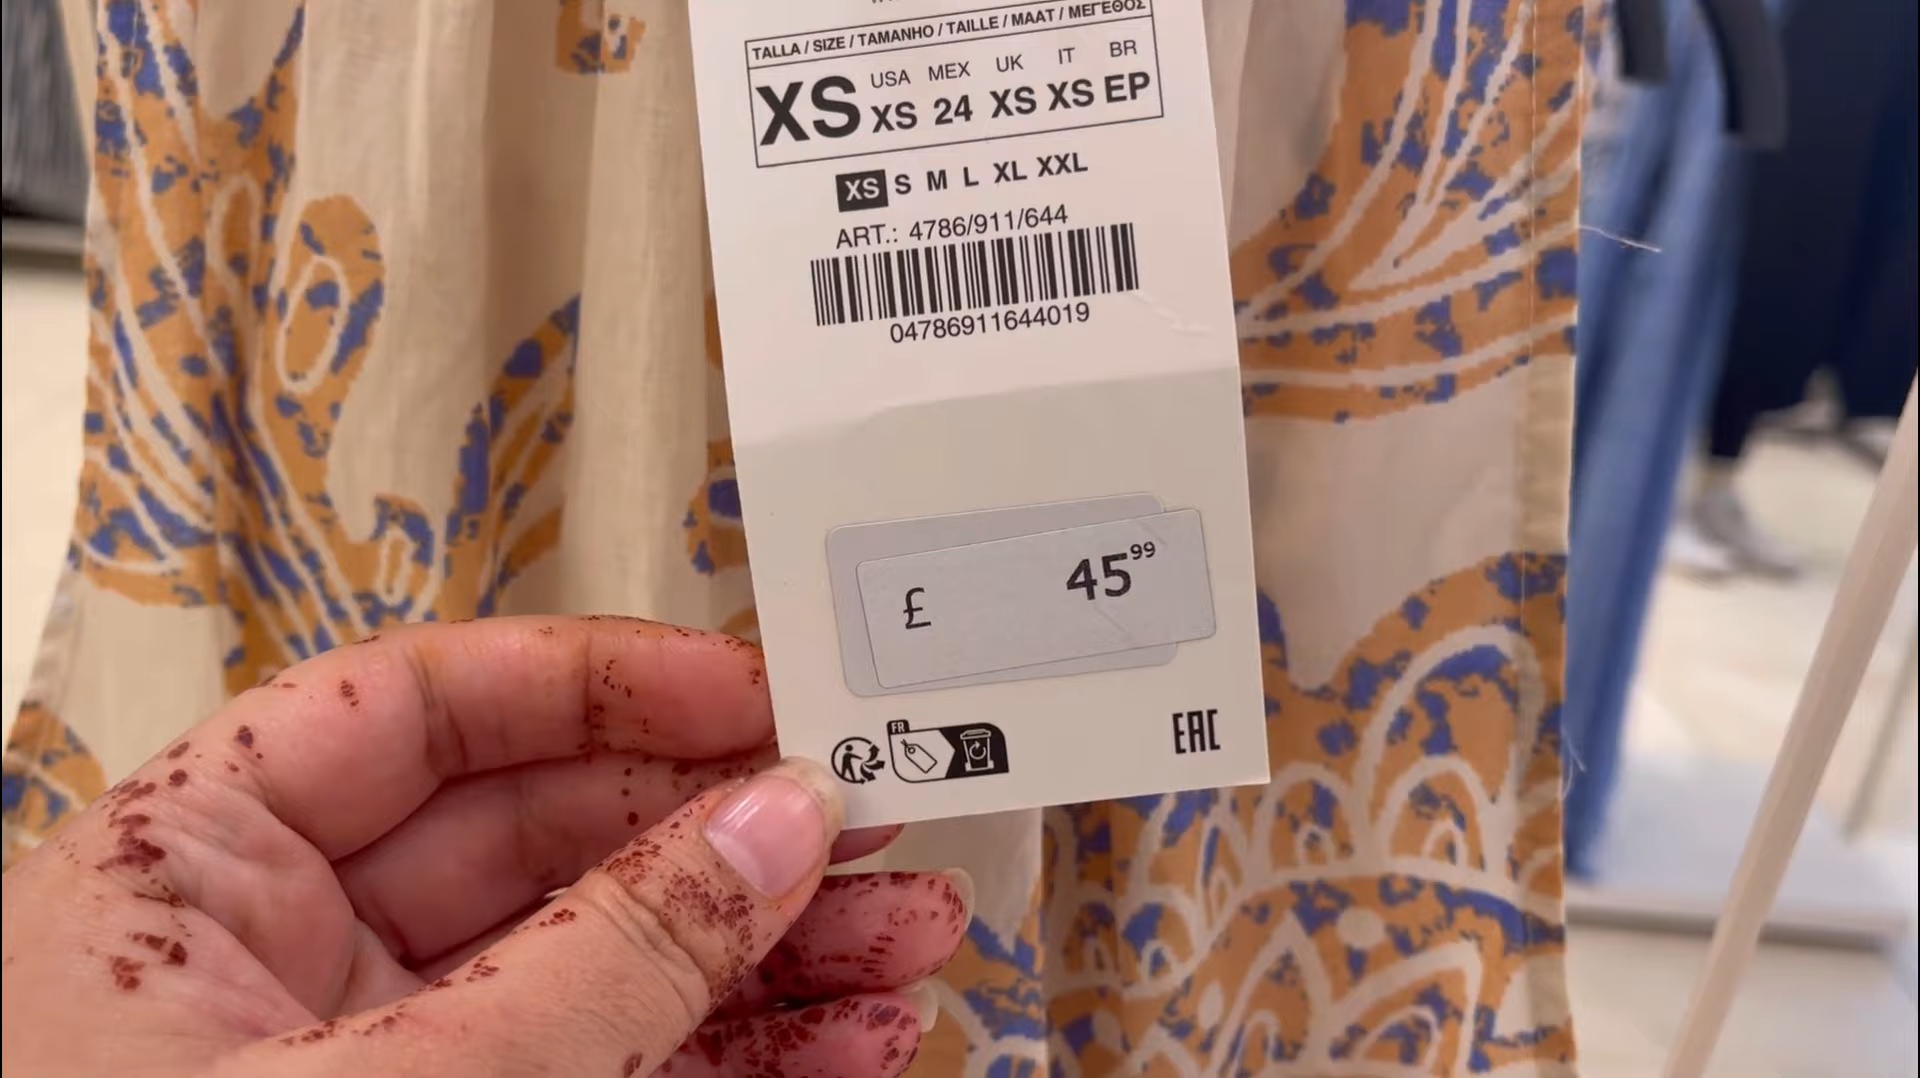 TALLA / SIZE / TAMANHO / TAILLE / MAAT / ΜΕΓΕΘΟΣ
XS
USA MEX UK IT BR
XS 24 XS XS EP
XS S M L XL XXL
ART.: 4786/911/644
04786911644019
£ 45⁹⁹
FR
EAC